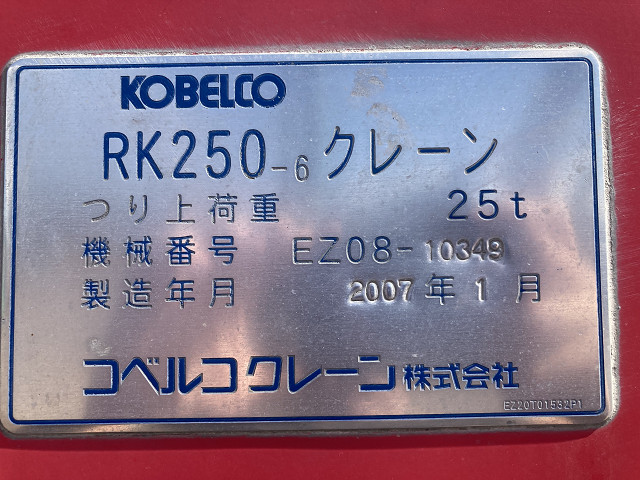 KOBELCO
RK250-6 クレーン
つり上荷重 25t
機械番号 EZ08-10349
製造年月 2007年1月
コベルコクレーン株式会社
EZ20T01532P1